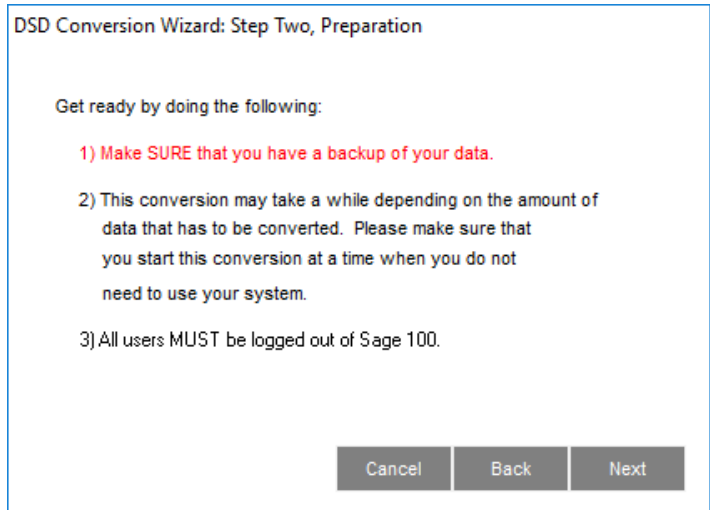 DSD Conversion Wizard: Step Two, Preparation
Get ready by doing the following:
1) Make SURE that you have a backup of your data.
2) This conversion may take a while depending on the amount of
data that has to be converted. Please make sure that
you start this conversion at a time when you do not
need to use your system.
3) All users MUST be logged out of Sage 100.
Cancel Back Next